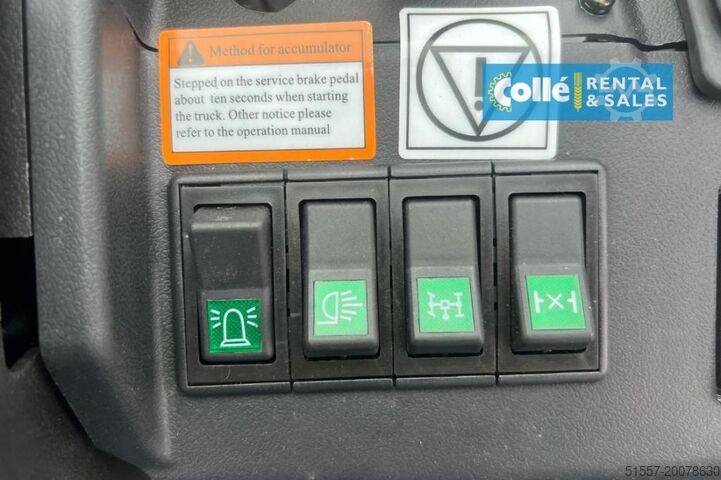 Method for accumulator
Stepped on the service brake pedal
about ten seconds when starting
the truck. Other notice please
refer to the operation manual
Collé RENTAL
& SALES
51557-20078630